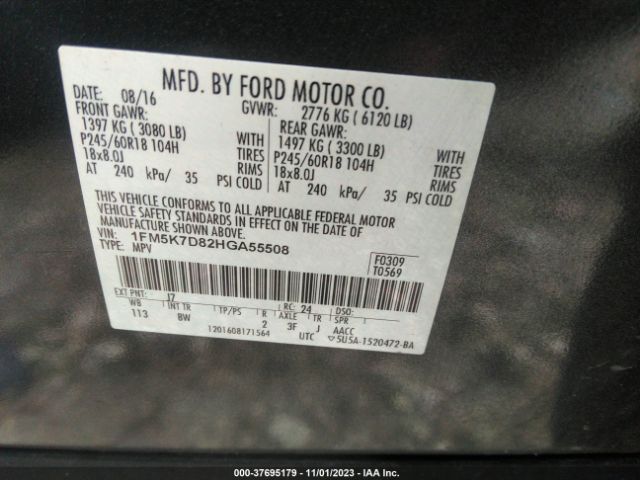 MFD. BY FORD MOTOR CO.
DATE: 08/16 GVWR: 2776 KG ( 6120 LB)
FRONT GAWR: REAR GAWR:
1397 KG ( 3080 LB) WITH 1497 KG ( 3300 LB) WITH
P245/60R18 104H TIRES P245/60R18 104H TIRES
18x8.0J RIMS 18x8.0J RIMS
AT 240 kPa/ 35 PSI COLD AT 240 kPa/ 35 PSI COLD
THIS VEHICLE CONFORMS TO ALL APPLICABLE FEDERAL MOTOR
VEHICLE SAFETY STANDARDS IN EFFECT ON THE DATE OF
MANUFACTURE SHOWN ABOVE.
VIN: 1FM5K7D82HGA55508
TYPE: MPV
F0309
T0569
EXT PNT: J7 RC: 24 DSO:
WB INT TR TP/PS R AXLE TR SPR
113 BW 2 3F J AACC
1201608171564 UTC ▽5U5A-1520472-BA
000-37695179 - 11/01/2023 - IAA Inc.